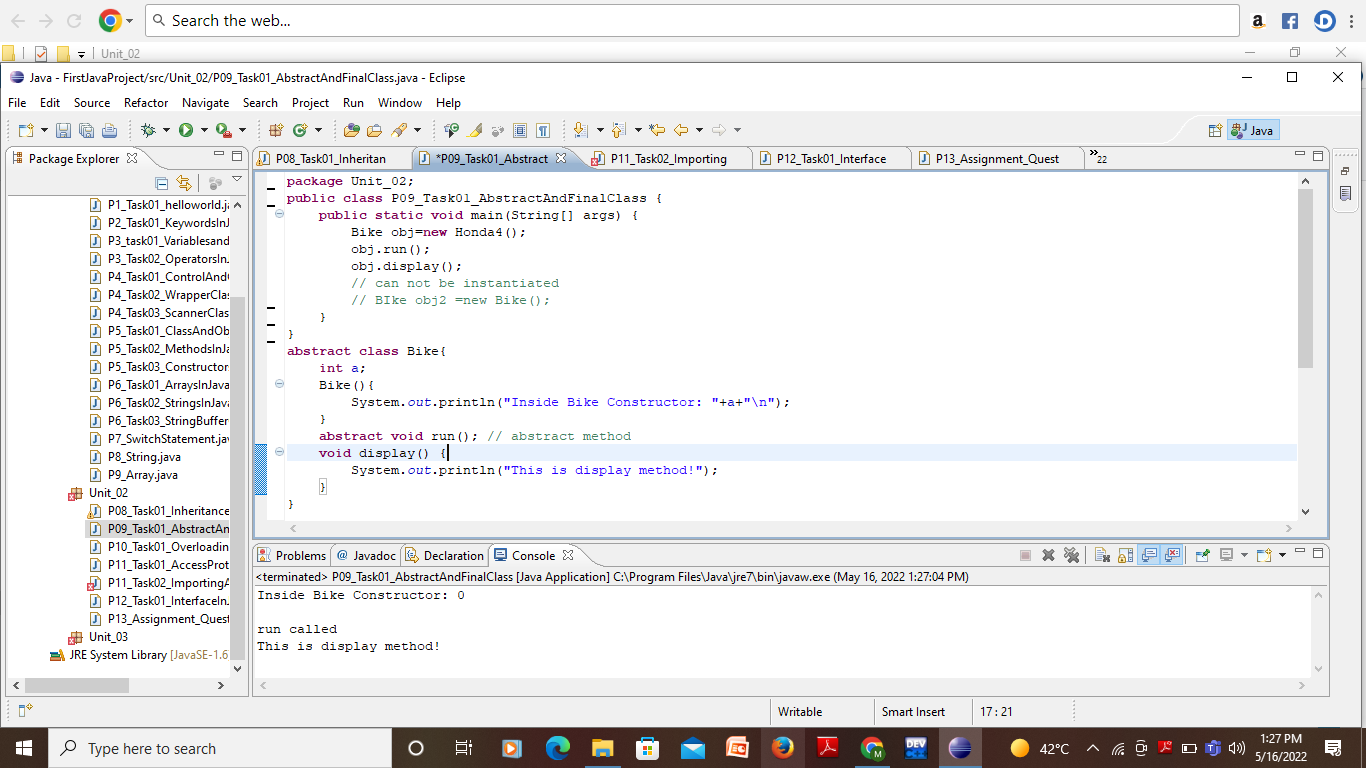 Search the web...
Unit_02
Java - FirstJavaProject/src/Unit_02/P09_Task01_AbstractAndFinalClass.java - Eclipse
File Edit Source Refactor Navigate Search Project Run Window Help
Java
Package Explorer
P08_Task01_Inheritan *P09_Task01_Abstract P11_Task02_Importing P12_Task01_Interface P13_Assignment_Quest »22
P1_Task01_helloworld.ja
P2_Task01_KeywordsInJ
P3_task01_Variablesand
P3_Task02_OperatorsInJ
P4_Task01_ControlAnd
P4_Task02_WrapperClas
P4_Task03_ScannerClas
P5_Task01_ClassAndOb
P5_Task02_MethodsInJa
P5_Task03_Constructor
P6_Task01_ArraysInJava
P6_Task02_StringsInJava
P6_Task03_StringBuffer
P7_SwitchStatement.jav
P8_String.java
P9_Array.java
Unit_02
P08_Task01_Inheritance
P09_Task01_AbstractAn
P10_Task01_Overloadin
P11_Task01_AccessProt
P11_Task02_ImportingA
P12_Task01_InterfaceInJ
P13_Assignment_Quest
Unit_03
JRE System Library [JavaSE-1.6
package Unit_02;
public class P09_Task01_AbstractAndFinalClass {
public static void main(String[] args) {
Bike obj=new Honda4();
obj.run();
obj.display();
// can not be instantiated
// BIke obj2 =new Bike();
}
}
abstract class Bike{
int a;
Bike(){
System.out.println("Inside Bike Constructor: "+a+"\n");
}
abstract void run(); // abstract method
void display() {
System.out.println("This is display method!");
}
}
Problems @ Javadoc Declaration Console
<terminated> P09_Task01_AbstractAndFinalClass [Java Application] C:\Program Files\Java\jre7\bin\javaw.exe (May 16, 2022 1:27:04 PM)
Inside Bike Constructor: 0
run called
This is display method!
Writable Smart Insert 17 : 21
Type here to search
DEV
42°C
1:27 PM
5/16/2022